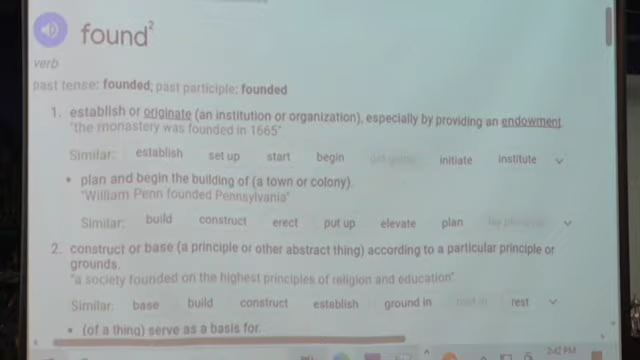 found²
verb
past tense: founded; past participle: founded
1. establish or originate (an institution or organization), especially by providing an endowment.
"the monastery was founded in 1665"
Similar: establish set up start begin initiate institute
• plan and begin the building of (a town or colony).
"William Penn founded Pennsylvania"
Similar: build construct erect put up elevate plan
2. construct or base (a principle or other abstract thing) according to a particular principle or
grounds.
"a society founded on the highest principles of religion and education"
Similar: base build construct establish ground in rest
• (of a thing) serve as a basis for.
2:42 PM